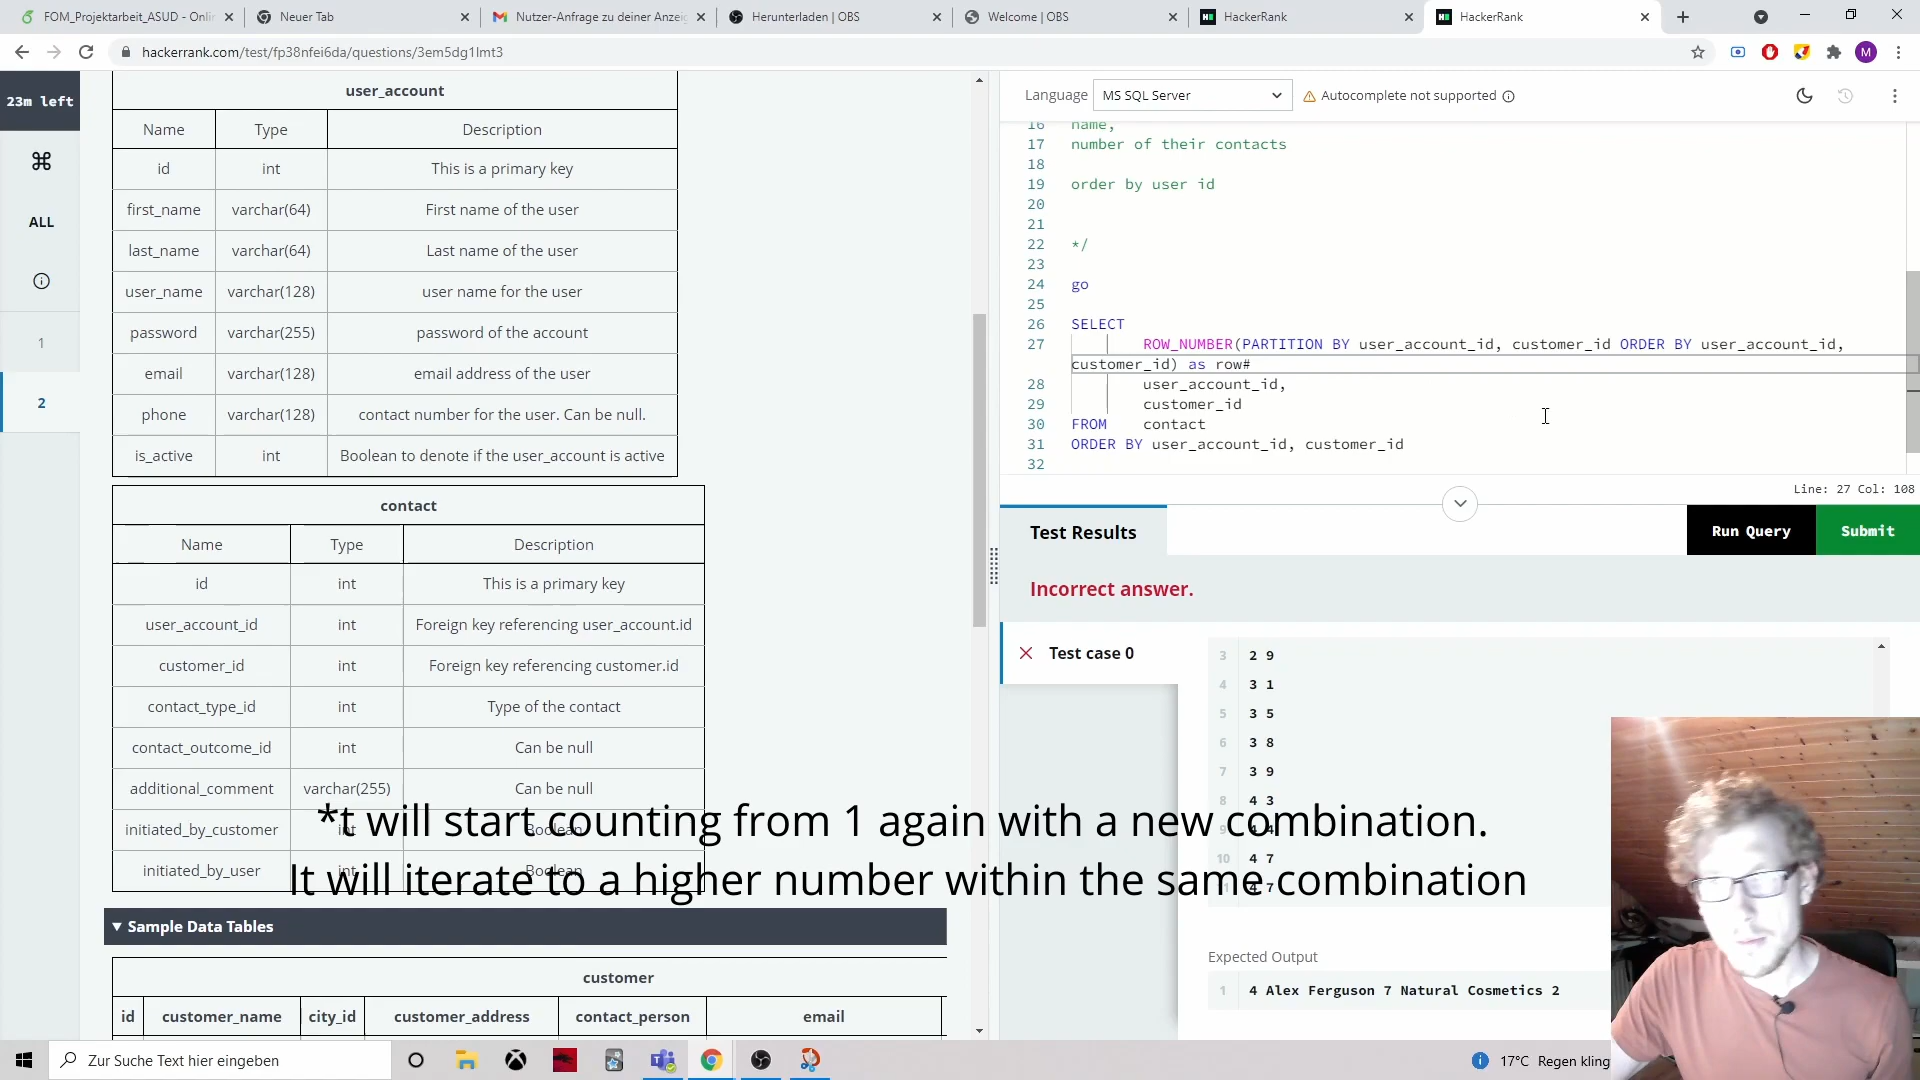 FOM_Projektarbeit_ASUD - Onli
Neuer Tab
Nutzer-Anfrage zu deiner Anzeig
Herunterladen | OBS
Welcome | OBS
HackerRank
HackerRank
hackerrank.com/test/fp38nfei6da/questions/3em5dg1lmt3
M
23m left
ALL
1
2
user_account
Name Type Description
id int This is a primary key
first_name varchar(64) First name of the user
last_name varchar(64) Last name of the user
user_name varchar(128) user name for the user
password varchar(255) password of the account
email varchar(128) email address of the user
phone varchar(128) contact number for the user. Can be null.
is_active int Boolean to denote if the user_account is active
contact
Name Type Description
id int This is a primary key
user_account_id int Foreign key referencing user_account.id
customer_id int Foreign key referencing customer.id
contact_type_id int Type of the contact
contact_outcome_id int Can be null
additional_comment varchar(255) Can be null
initiated_by_customer int Boolean
initiated_by_user int Boolean
*t will start counting from 1 again with a new combination.
It will iterate to a higher number within the same combination
▼ Sample Data Tables
customer
id customer_name city_id customer_address contact_person email
Language MS SQL Server Autocomplete not supported
16 name,
17 number of their contacts
18
19 order by user id
20
21
22 */
23
24 go
25
26 SELECT
27 ROW_NUMBER(PARTITION BY user_account_id, customer_id ORDER BY user_account_id,
customer_id) as row#
28 user_account_id,
29 customer_id
30 FROM contact
31 ORDER BY user_account_id, customer_id
32
Line: 27 Col: 108
Test Results
Run Query
Submit
Incorrect answer.
Test case 0
3 2 9
4 3 1
5 3 5
6 3 8
7 3 9
8 4 3
9 4 4
10 4 7
11 4 7
Expected Output
1 4 Alex Ferguson 7 Natural Cosmetics 2
Zur Suche Text hier eingeben
17°C Regen kling